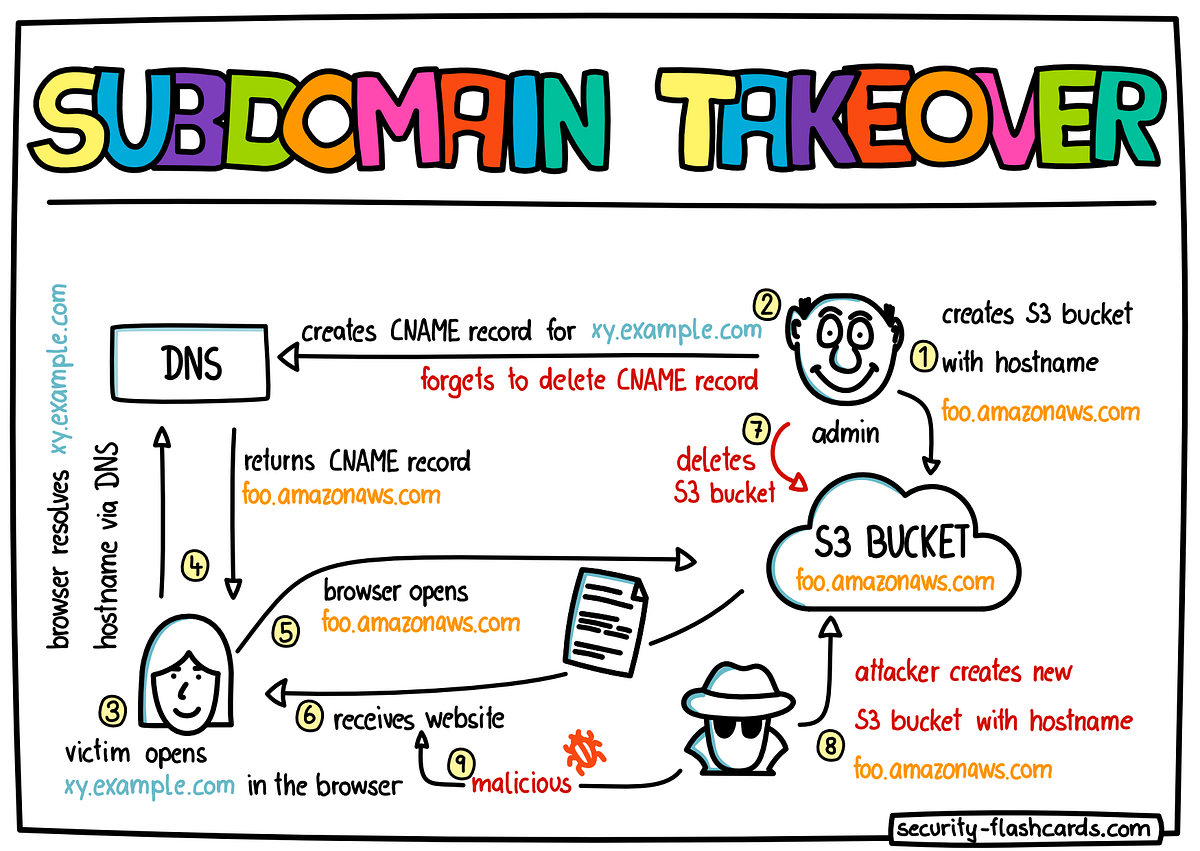 SUBDOMAIN TAKEOVER
creates S3 bucket
1
with hostname
foo.amazonaws.com
admin
2
creates CNAME record for xy.example.com
forgets to delete CNAME record
DNS
3
victim opens
xy.example.com in the browser
4
browser resolves xy.example.com
hostname via DNS
returns CNAME record
foo.amazonaws.com
5
browser opens
foo.amazonaws.com
S3 BUCKET
foo.amazonaws.com
6 receives website
7
deletes
S3 bucket
attacker creates new
S3 bucket with hostname
8
foo.amazonaws.com
9
malicious
security-flashcards.com